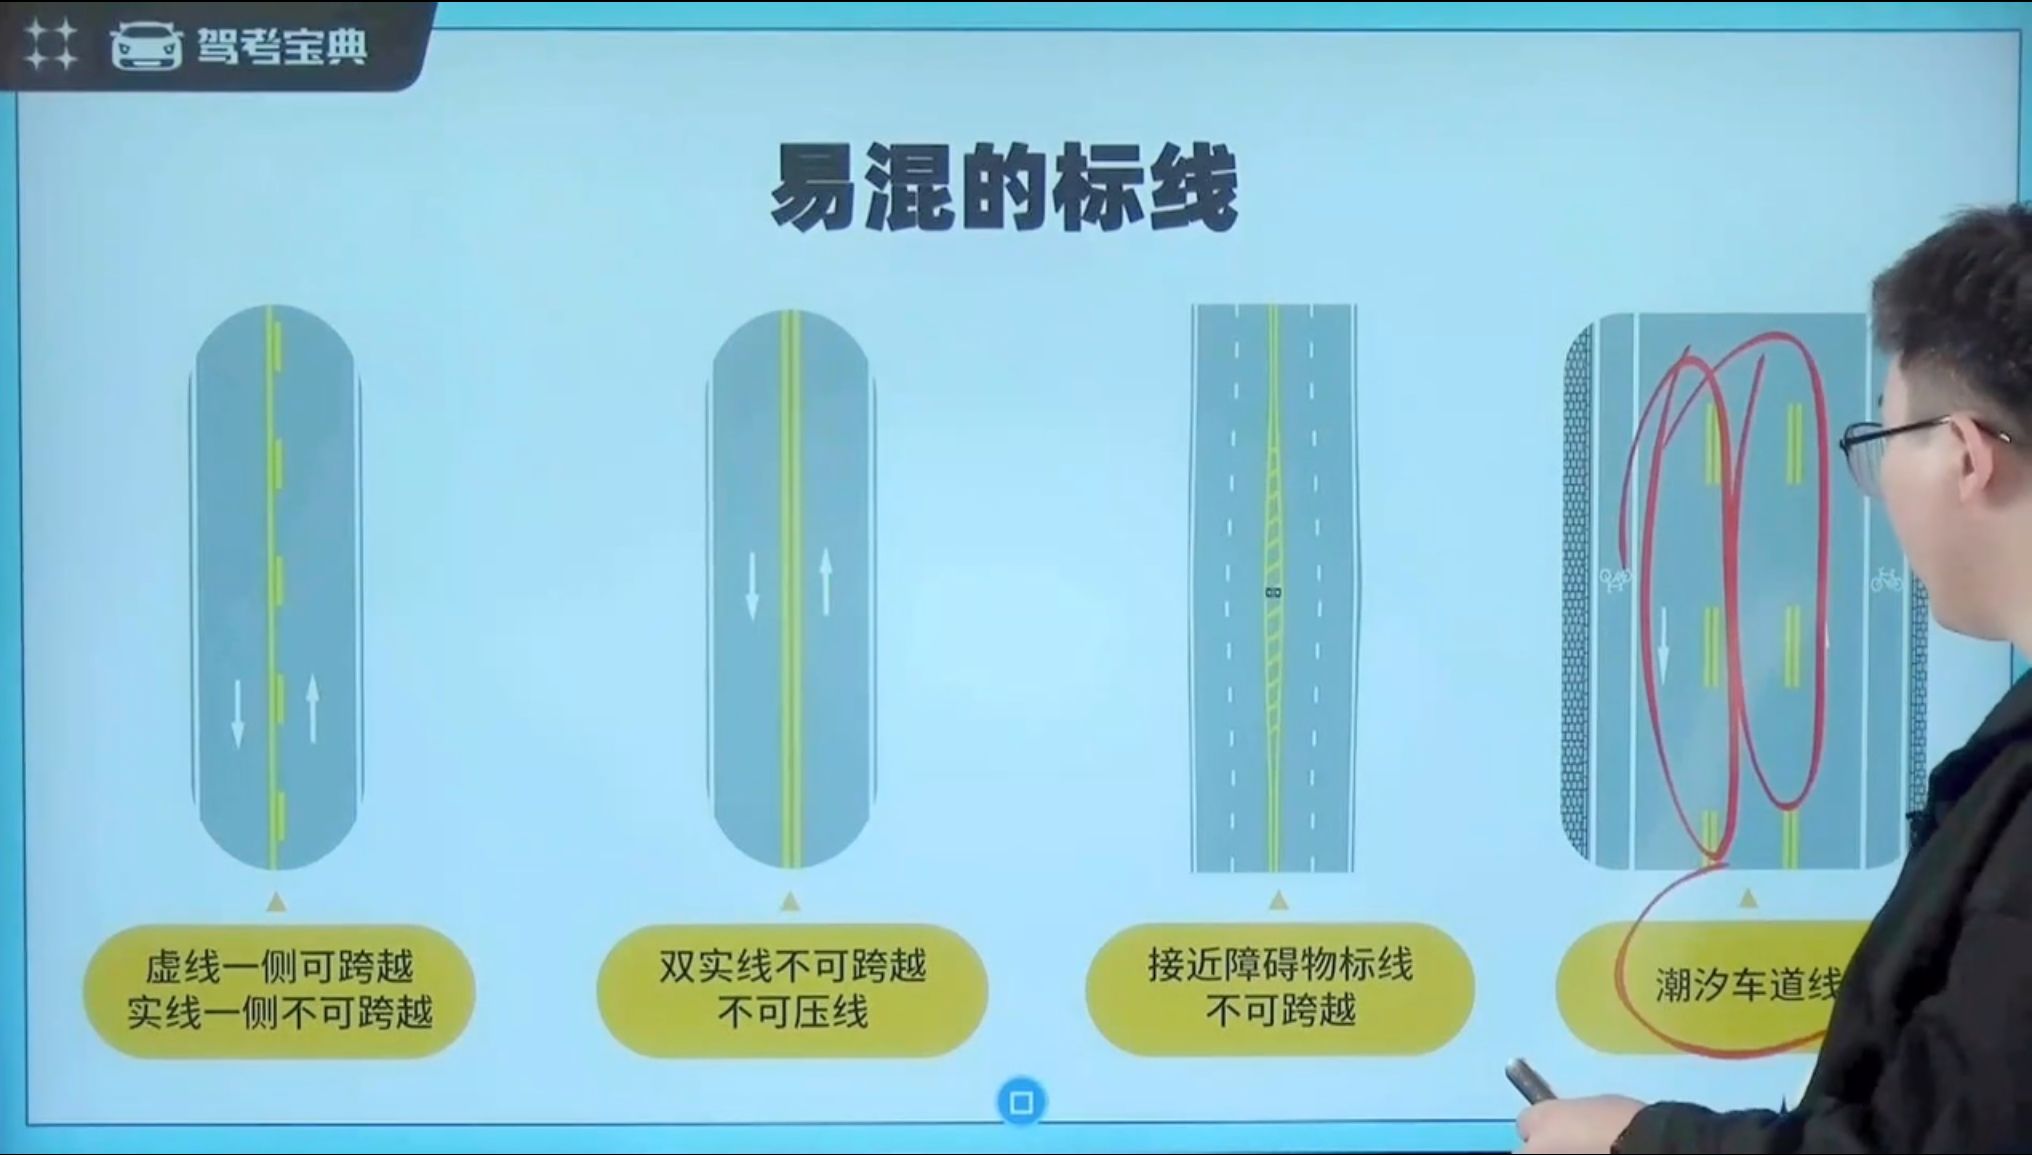 驾考宝典
易混的标线
虚线一侧可跨越
实线一侧不可跨越
双实线不可跨越
不可压线
接近障碍物标线
不可跨越
潮汐车道线